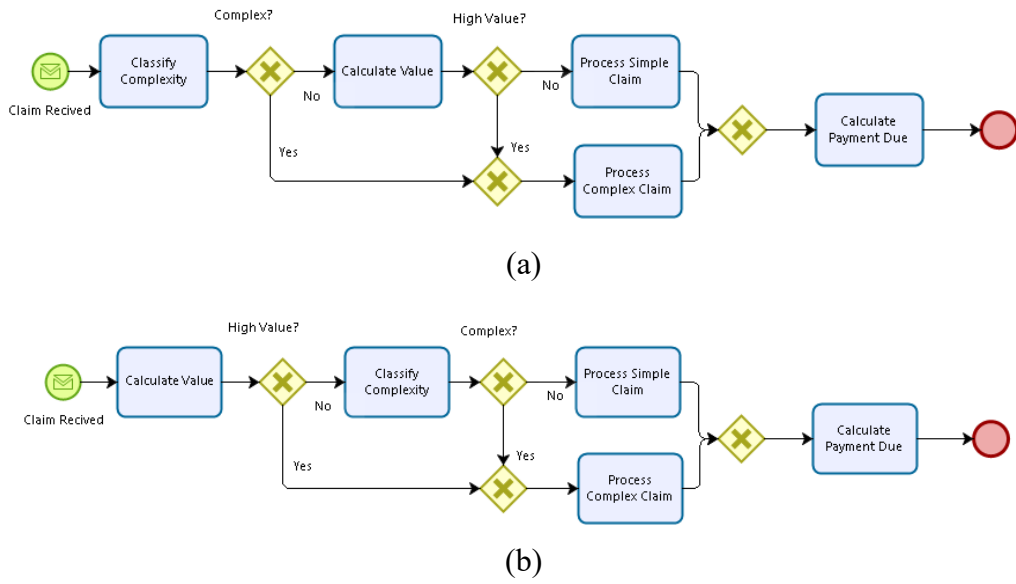 Complex?
High Value?
Classify
Complexity
Calculate Value
Process Simple
Claim
No
No
Claim Recived
Calculate
Payment Due
Yes
Yes
Process
Complex Claim
(a)
High Value?
Complex?
Calculate Value
Classify
Complexity
Process Simple
Claim
No
No
Claim Recived
Calculate
Payment Due
Yes
Yes
Process
Complex Claim
(b)